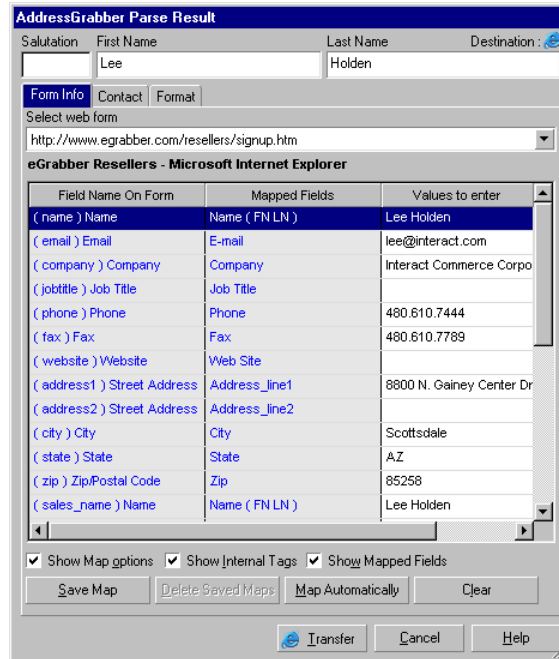 AddressGrabber Parse Result
Salutation First Name Last Name Destination :
Lee Holden
Form Info Contact Format
Select web form
http://www.egrabber.com/resellers/signup.htm
eGrabber Resellers - Microsoft Internet Explorer
Field Name On Form Mapped Fields Values to enter
( name ) Name Name ( FN LN ) Lee Holden
( email ) Email E-mail lee@interact.com
( company ) Company Company Interact Commerce Corpo
( jobtitle ) Job Title Job Title
( phone ) Phone Phone 480.610.7444
( fax ) Fax Fax 480.610.7789
( website ) Website Web Site
( address1 ) Street Address Address_line1 8800 N. Gainey Center Dr
( address2 ) Street Address Address_line2
( city ) City City Scottsdale
( state ) State State AZ
( zip ) Zip/Postal Code Zip 85258
( sales_name ) Name Name ( FN LN ) Lee Holden
Show Map options Show Internal Tags Show Mapped Fields
Save Map Delete Saved Maps Map Automatically Clear
Transfer Cancel Help